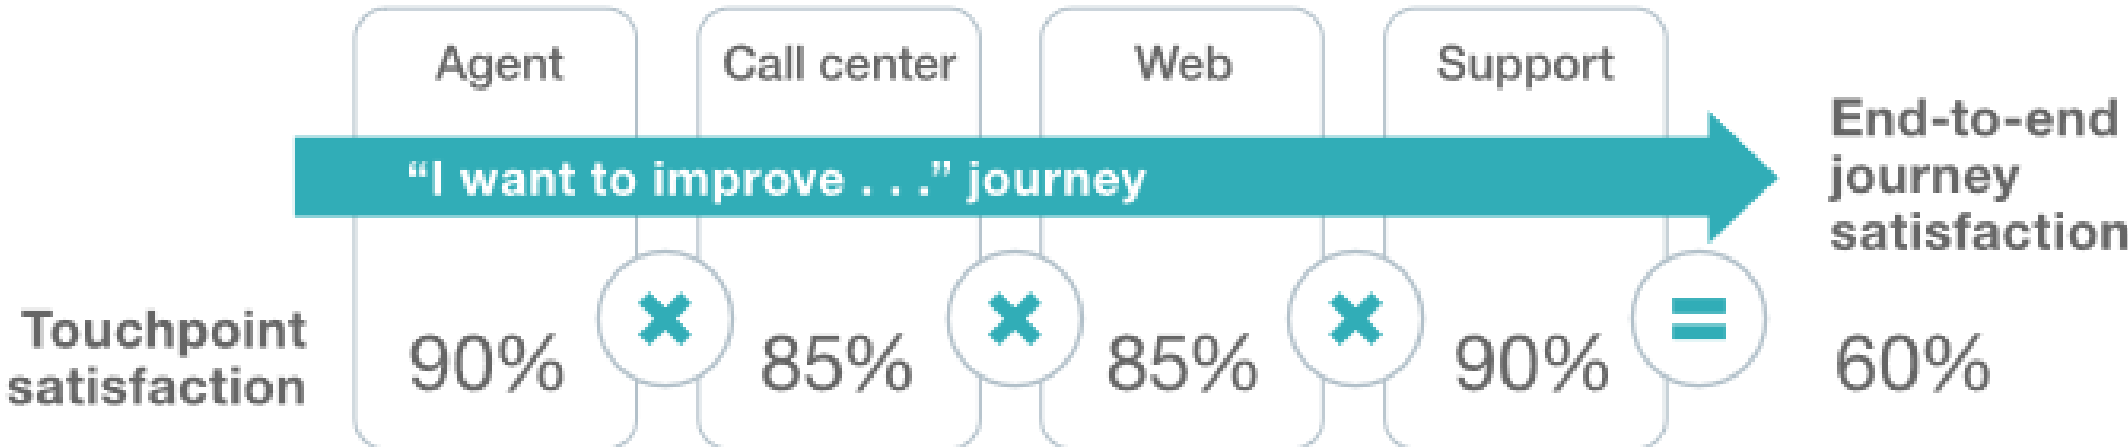 Agent
Call center
Web
Support
“I want to improve . . .” journey
End-to-end
journey
satisfaction
Touchpoint
satisfaction
90%
×
85%
×
85%
×
90%
=
60%